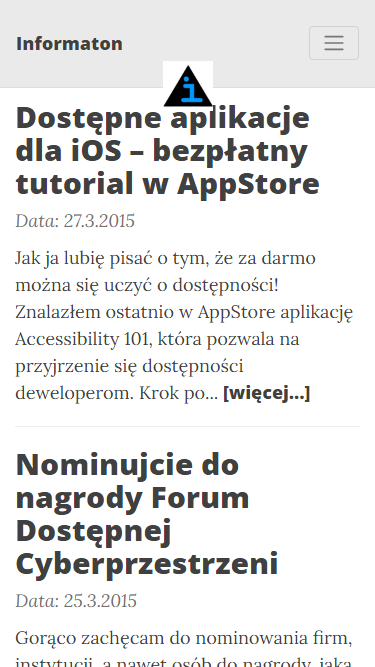 Informaton
i
Dostępne aplikacje
dla iOS – bezpłatny
tutorial w AppStore
Data: 27.3.2015
Jak ja lubię pisać o tym, że za darmo
można się uczyć o dostępności!
Znalazłem ostatnio w AppStore aplikację
Accessibility 101, która pozwala na
przyjrzenie się dostępności
deweloperom. Krok po... [więcej...]
Nominujcie do
nagrody Forum
Dostępnej
Cyberprzestrzeni
Data: 25.3.2015
Gorąco zachęcam do nominowania firm,
instytucji, a nawet osób do nagrody, jaką